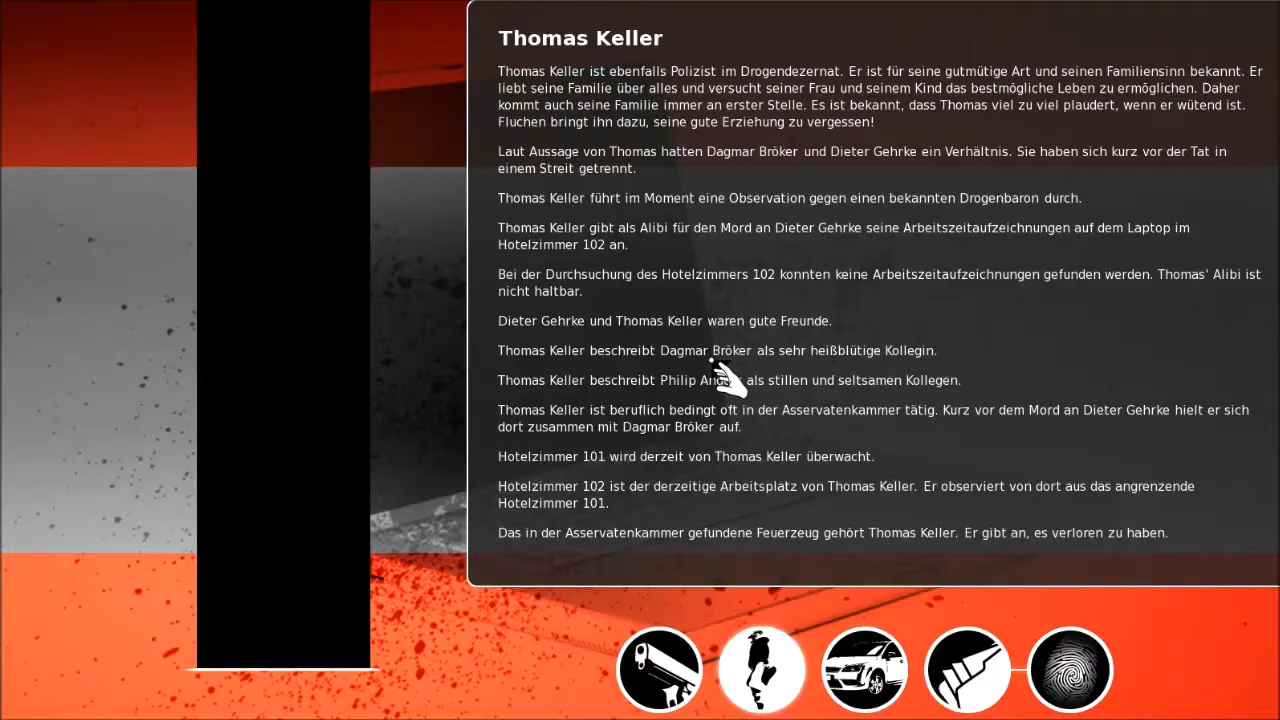 Thomas Keller
Thomas Keller ist ebenfalls Polizist im Drogendezernat. Er ist für seine gutmütige Art und seinen Familiensinn bekannt. Er
liebt seine Familie über alles und versucht seiner Frau und seinem Kind das bestmögliche Leben zu ermöglichen. Daher
kommt auch seine Familie immer an erster Stelle. Es ist bekannt, dass Thomas viel zu viel plaudert, wenn er wütend ist.
Fluchen bringt ihn dazu, seine gute Erziehung zu vergessen!
Laut Aussage von Thomas hatten Dagmar Bröker und Dieter Gehrke ein Verhältnis. Sie haben sich kurz vor der Tat in
einem Streit getrennt.
Thomas Keller führt im Moment eine Observation gegen einen bekannten Drogenbaron durch.
Thomas Keller gibt als Alibi für den Mord an Dieter Gehrke seine Arbeitszeitaufzeichnungen auf dem Laptop im
Hotelzimmer 102 an.
Bei der Durchsuchung des Hotelzimmers 102 konnten keine Arbeitszeitaufzeichnungen gefunden werden. Thomas' Alibi ist
nicht haltbar.
Dieter Gehrke und Thomas Keller waren gute Freunde.
Thomas Keller beschreibt Dagmar Bröker als sehr heißblütige Kollegin.
Thomas Keller beschreibt Philip als stillen und seltsamen Kollegen.
Thomas Keller ist beruflich bedingt oft in der Asservatenkammer tätig. Kurz vor dem Mord an Dieter Gehrke hielt er sich
dort zusammen mit Dagmar Bröker auf.
Hotelzimmer 101 wird derzeit von Thomas Keller überwacht.
Hotelzimmer 102 ist der derzeitige Arbeitsplatz von Thomas Keller. Er observiert von dort aus das angrenzende
Hotelzimmer 101.
Das in der Asservatenkammer gefundene Feuerzeug gehört Thomas Keller. Er gibt an, es verloren zu haben.